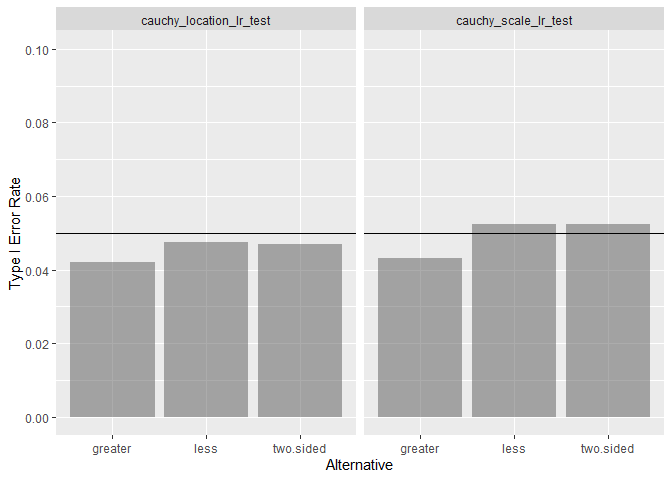 cauchy_location_lr_test
cauchy_scale_lr_test
0.10
0.08
0.06
0.04
0.02
0.00
Type I Error Rate
greater less two.sided
greater less two.sided
Alternative